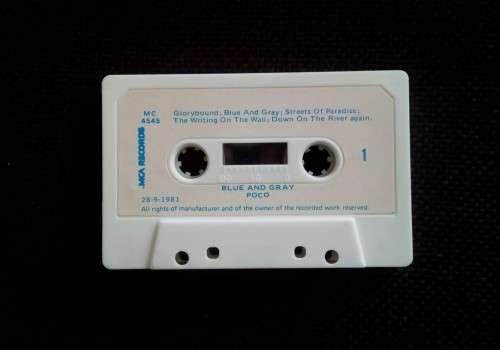 MC
4545
Glorybound; Blue And Gray; Streets Of Paradise;
The Writing On The Wall; Down On The River again.
MCA RECORDS
1
BLUE AND GRAY
POCO
28-9-1981
All rights of manufacturer and of the owner of the recorded work reserved.